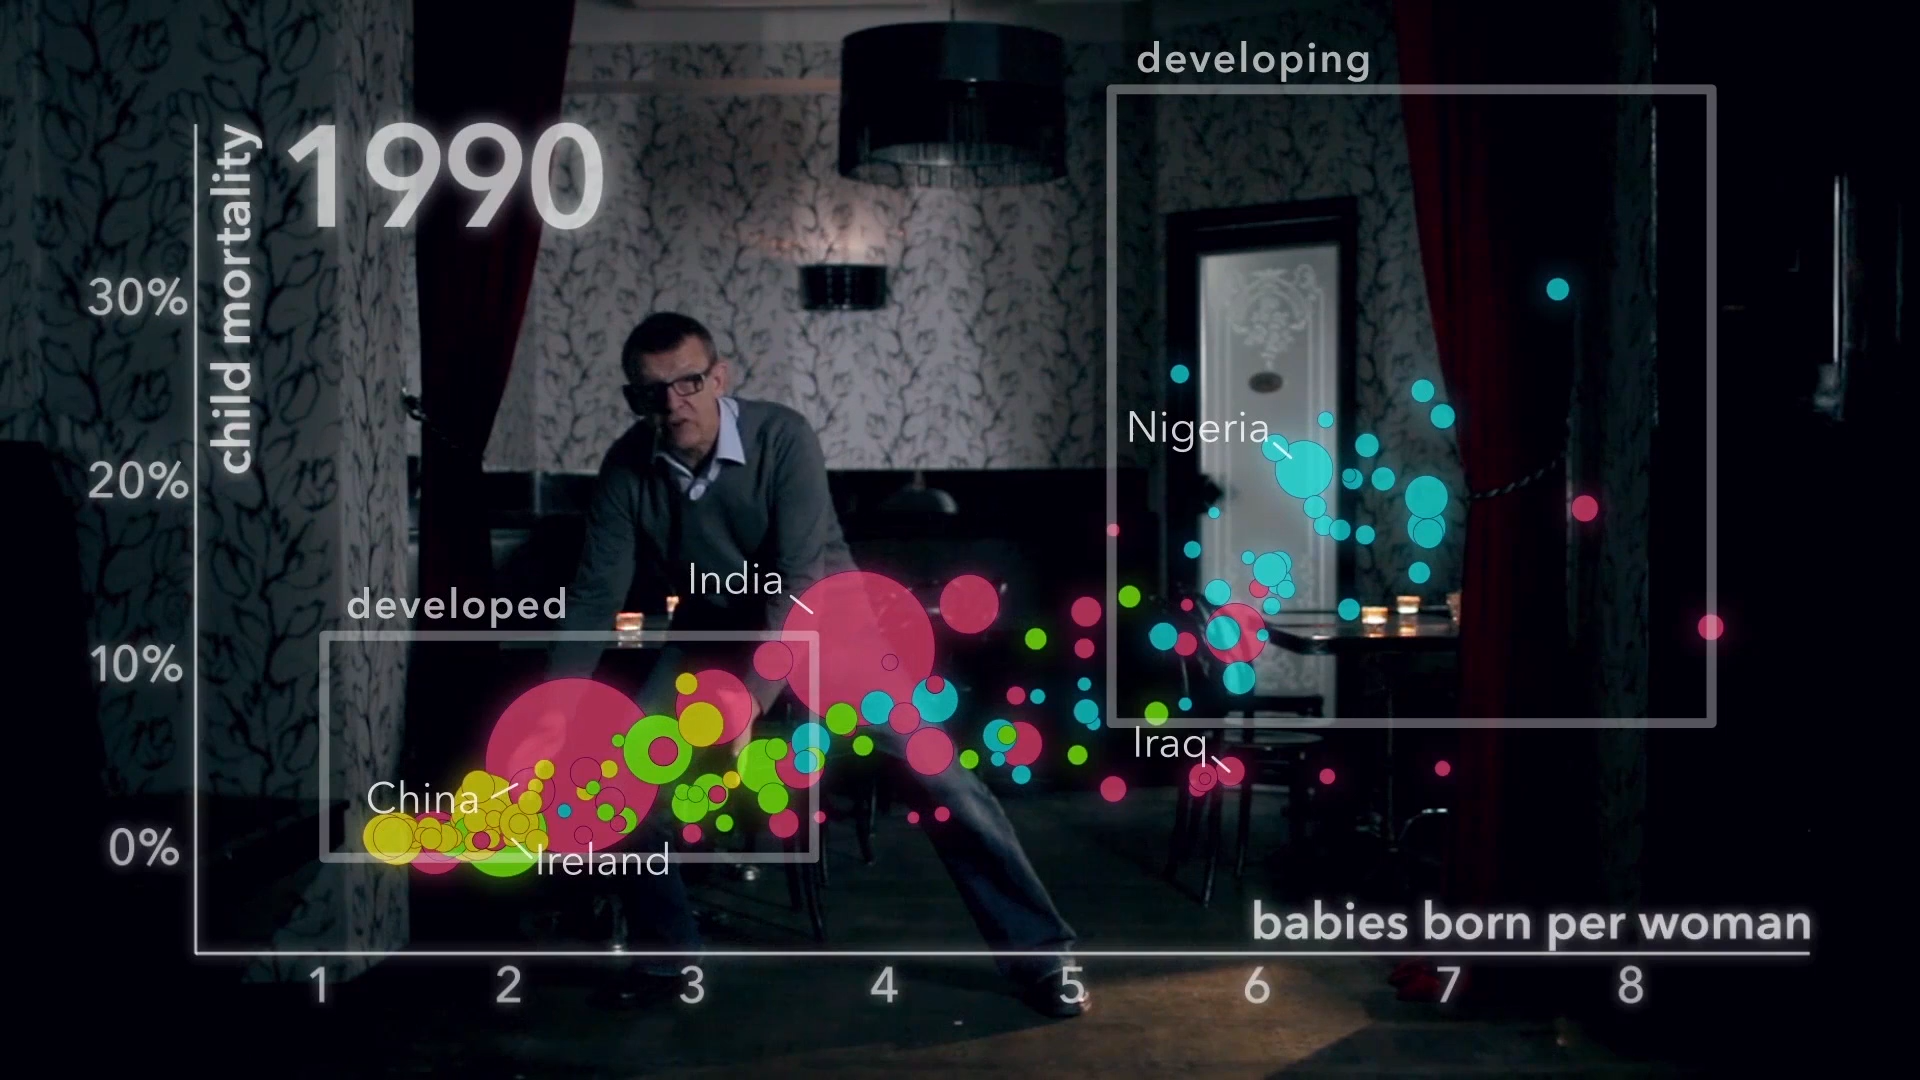 developing
1990
child mortality
30%
20%
10%
0%
Nigeria
India
developed
Iraq
China
Ireland
babies born per woman
1 2 3 4 5 6 7 8